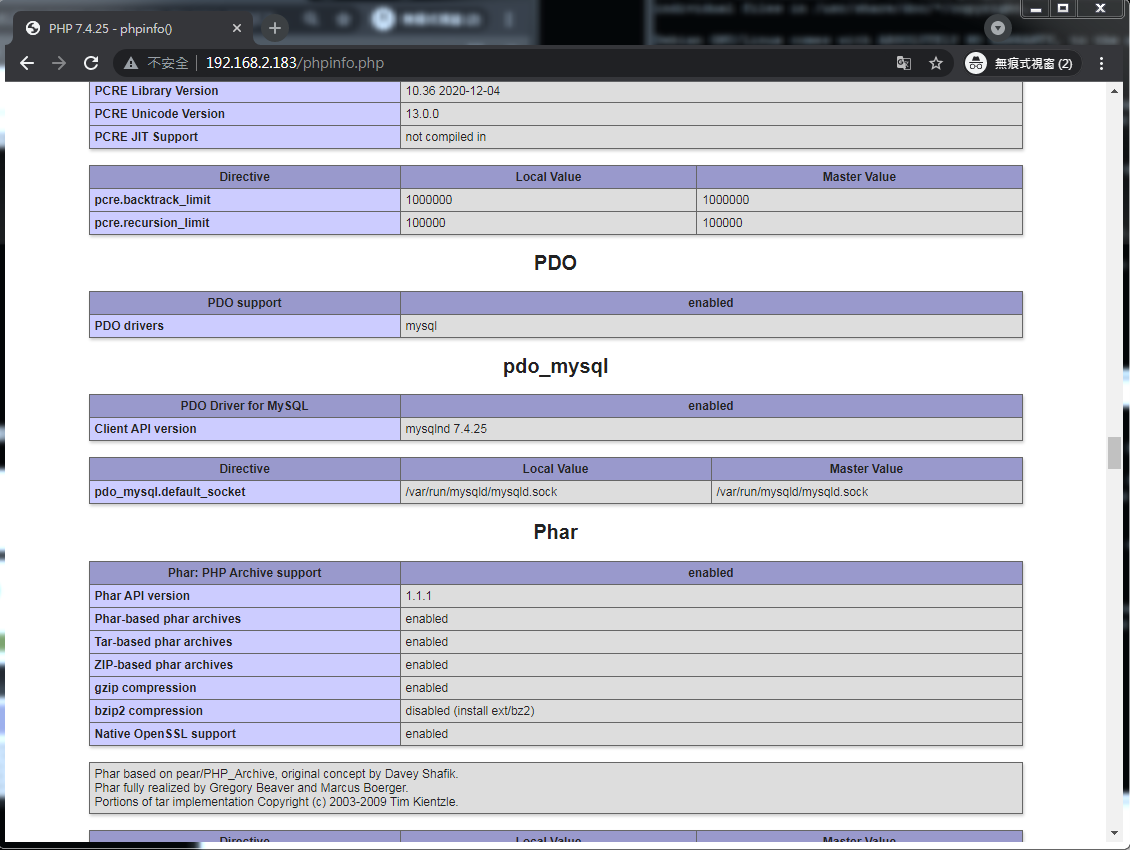 PHP 7.4.25 - phpinfo()
不安全 192.168.2.183/phpinfo.php 無痕式視窗 (2)
PCRE Library Version 10.36 2020-12-04
PCRE Unicode Version 13.0.0
PCRE JIT Support not compiled in
Directive Local Value Master Value
pcre.backtrack_limit 1000000 1000000
pcre.recursion_limit 100000 100000
PDO
PDO support enabled
PDO drivers mysql
pdo_mysql
PDO Driver for MySQL enabled
Client API version mysqlnd 7.4.25
Directive Local Value Master Value
pdo_mysql.default_socket /var/run/mysqld/mysqld.sock /var/run/mysqld/mysqld.sock
Phar
Phar: PHP Archive support enabled
Phar API version 1.1.1
Phar-based phar archives enabled
Tar-based phar archives enabled
ZIP-based phar archives enabled
gzip compression enabled
bzip2 compression disabled (install ext/bz2)
Native OpenSSL support enabled
Phar based on pear/PHP_Archive, original concept by Davey Shafik.
Phar fully realized by Gregory Beaver and Marcus Boerger.
Portions of tar implementation Copyright (c) 2003-2009 Tim Kientzle.
Directive Local Value Master Value